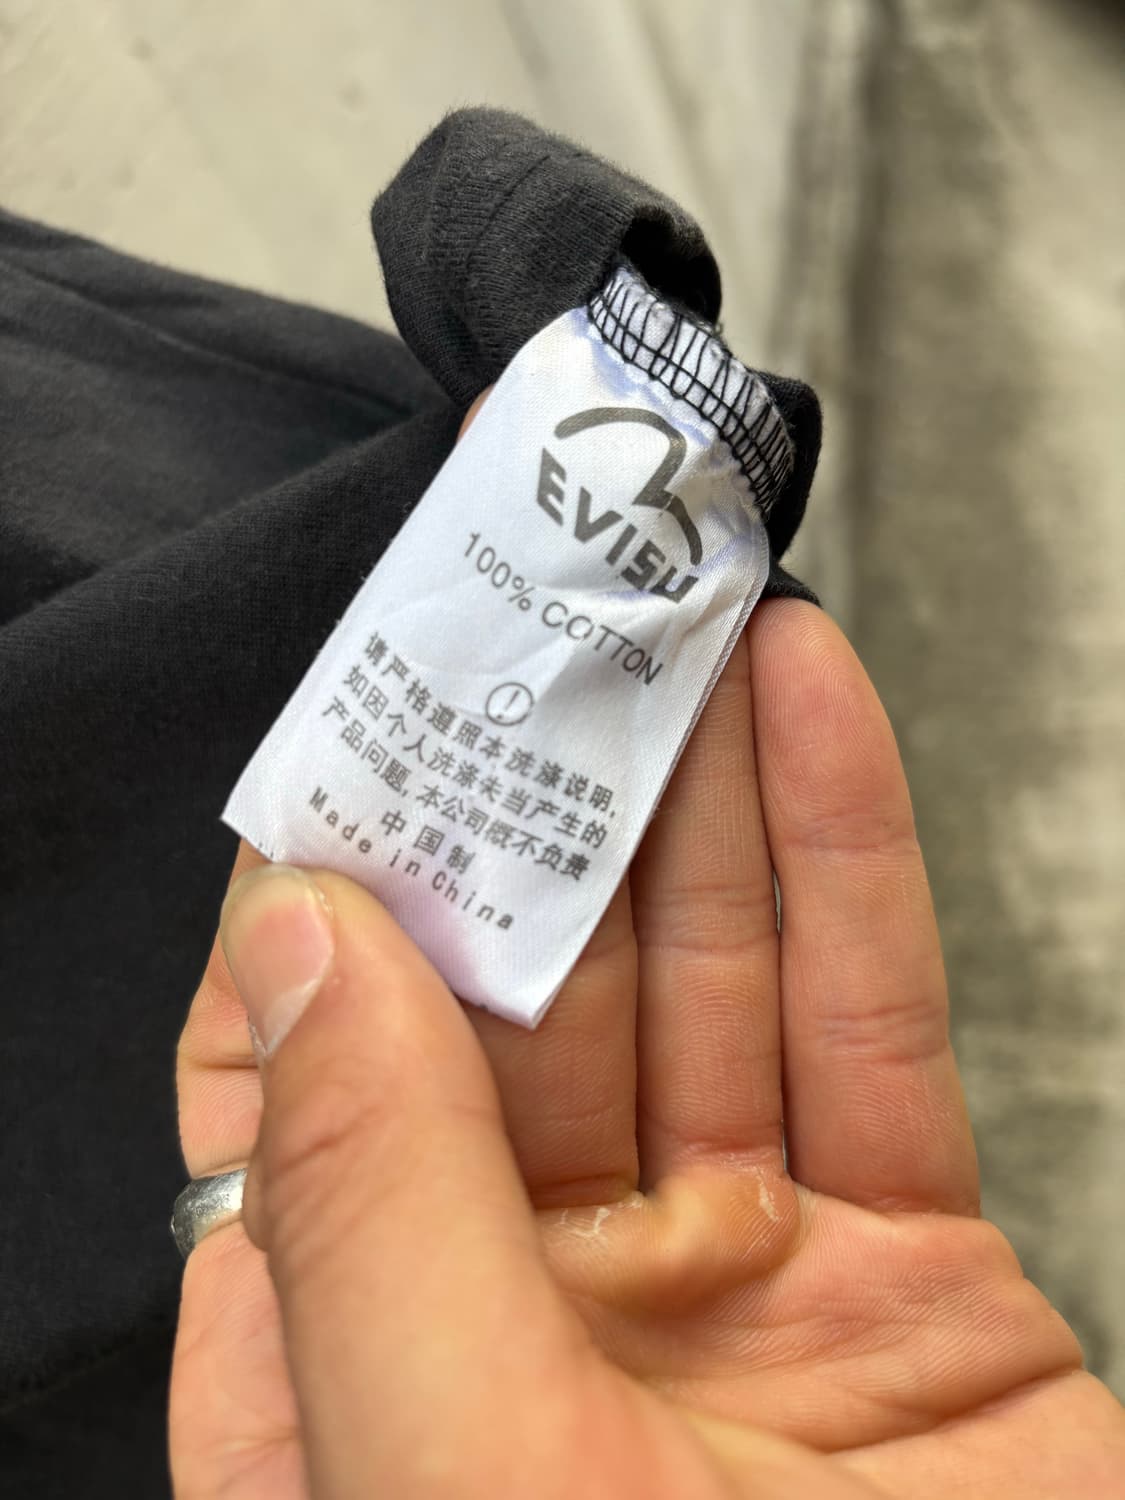 EVISU
100% COTTON
请严格遵照本洗涤说明,
如因个人洗涤失当产生的
产品问题,本公司概不负责
中国制
Made in China